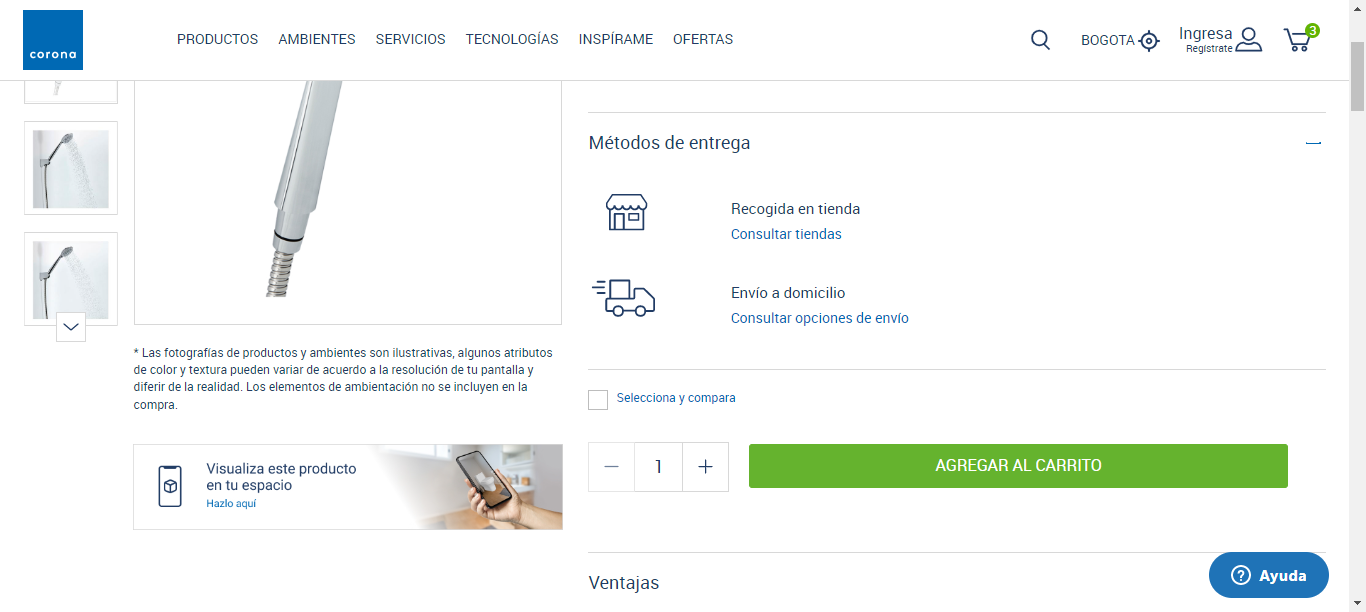 corona
PRODUCTOS AMBIENTES SERVICIOS TECNOLOGÍAS INSPÍRAME OFERTAS
BOGOTA
Ingresa
Regístrate
3
Métodos de entrega
Recogida en tienda
Consultar tiendas
Envío a domicilio
Consultar opciones de envío
* Las fotografías de productos y ambientes son ilustrativas, algunos atributos
de color y textura pueden variar de acuerdo a la resolución de tu pantalla y
diferir de la realidad. Los elementos de ambientación no se incluyen en la
compra.
Selecciona y compara
1
AGREGAR AL CARRITO
Visualiza este producto
en tu espacio
Hazlo aquí
Ventajas
Ayuda